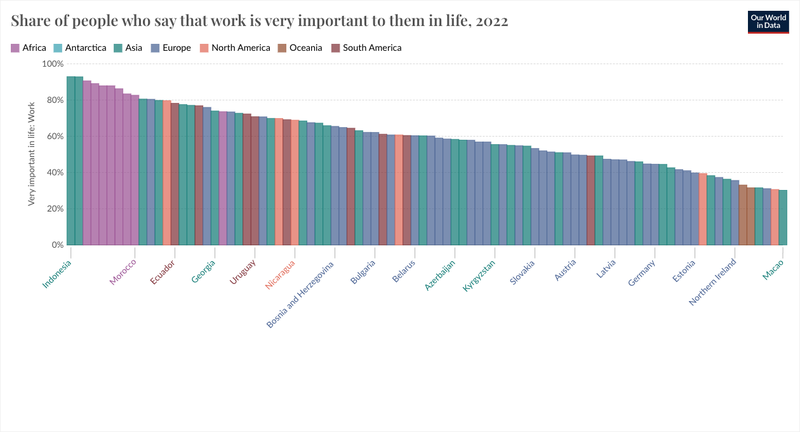 Share of people who say that work is very important to them in life, 2022
Our World
in Data
Africa Antarctica Asia Europe North America Oceania South America
Very important in life: Work
100%
80%
60%
40%
20%
0%
Indonesia
Morocco
Ecuador
Georgia
Uruguay
Nicaragua
Bosnia and Herzegovina
Bulgaria
Belarus
Azerbaijan
Kyrgyzstan
Slovakia
Austria
Latvia
Germany
Estonia
Northern Ireland
Macao